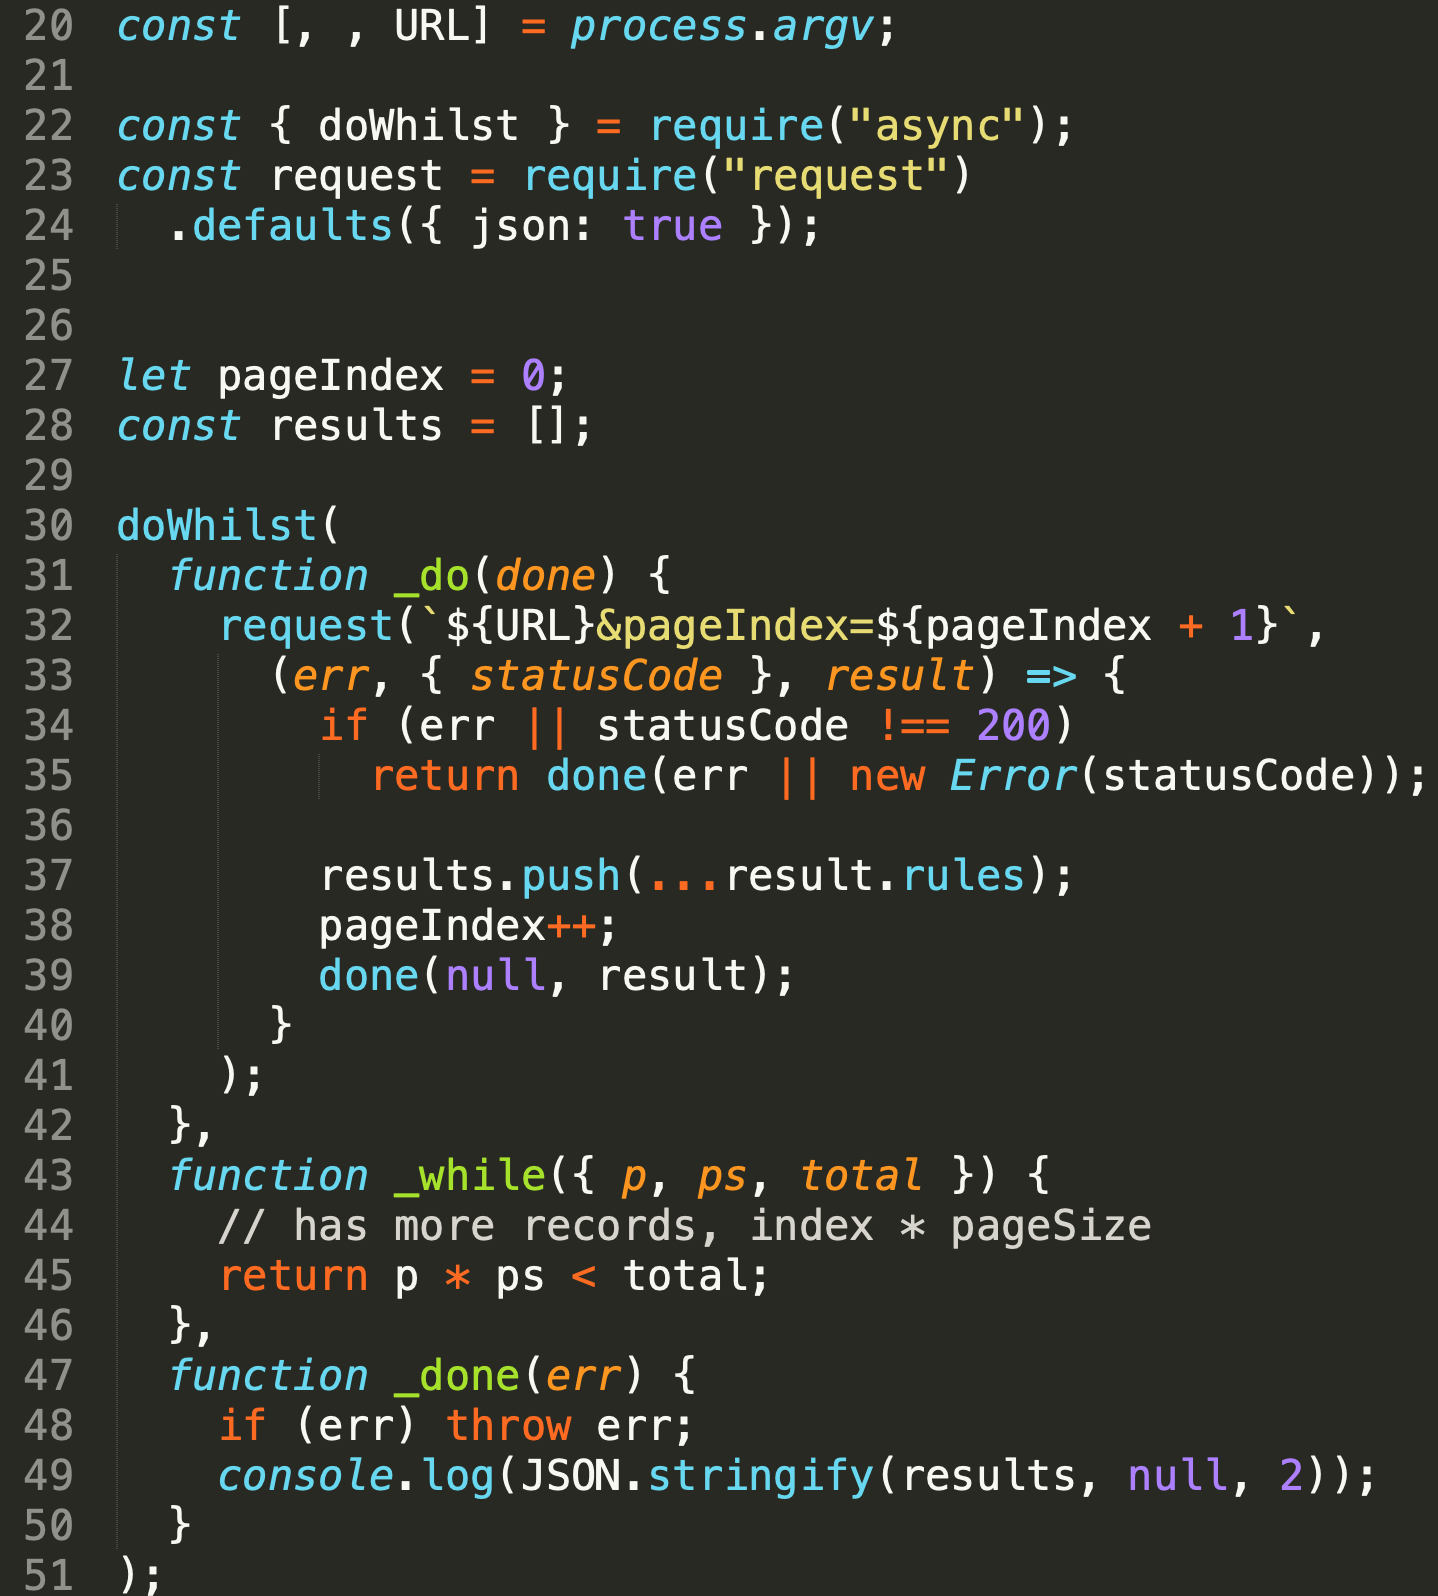 20 const [, , URL] = process.argv;
21
22 const { doWhilst } = require("async");
23 const request = require("request")
24   .defaults({ json: true });
25
26
27 let pageIndex = 0;
28 const results = [];
29
30 doWhilst(
31   function _do(done) {
32     request(`${URL}&pageIndex=${pageIndex + 1}`,
33       (err, { statusCode }, result) => {
34         if (err || statusCode !== 200)
35           return done(err || new Error(statusCode));
36
37         results.push(...result.rules);
38         pageIndex++;
39         done(null, result);
40       }
41     );
42   },
43   function _while({ p, ps, total }) {
44     // has more records, index * pageSize
45     return p * ps < total;
46   },
47   function _done(err) {
48     if (err) throw err;
49     console.log(JSON.stringify(results, null, 2));
50   }
51 );